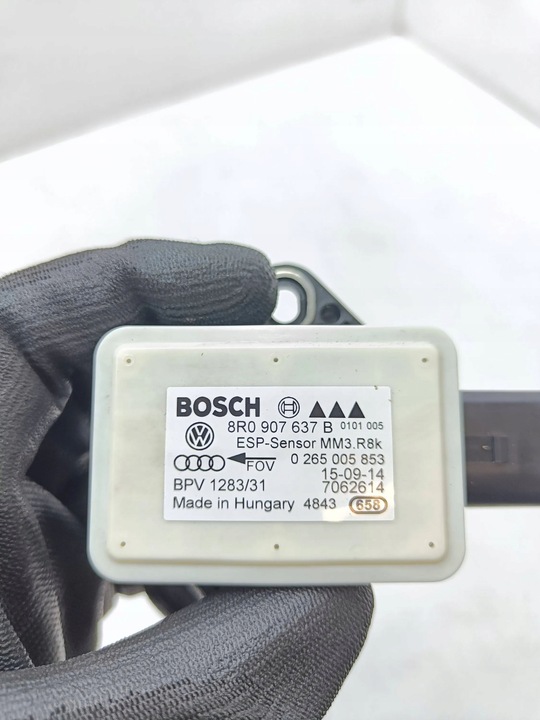 BOSCH
8R0 907 637 B 0101 005
ESP-Sensor MM3.R8k
FOV 0 265 005 853
15-09-14
BPV 1283/31 7062614
Made in Hungary 4843 658